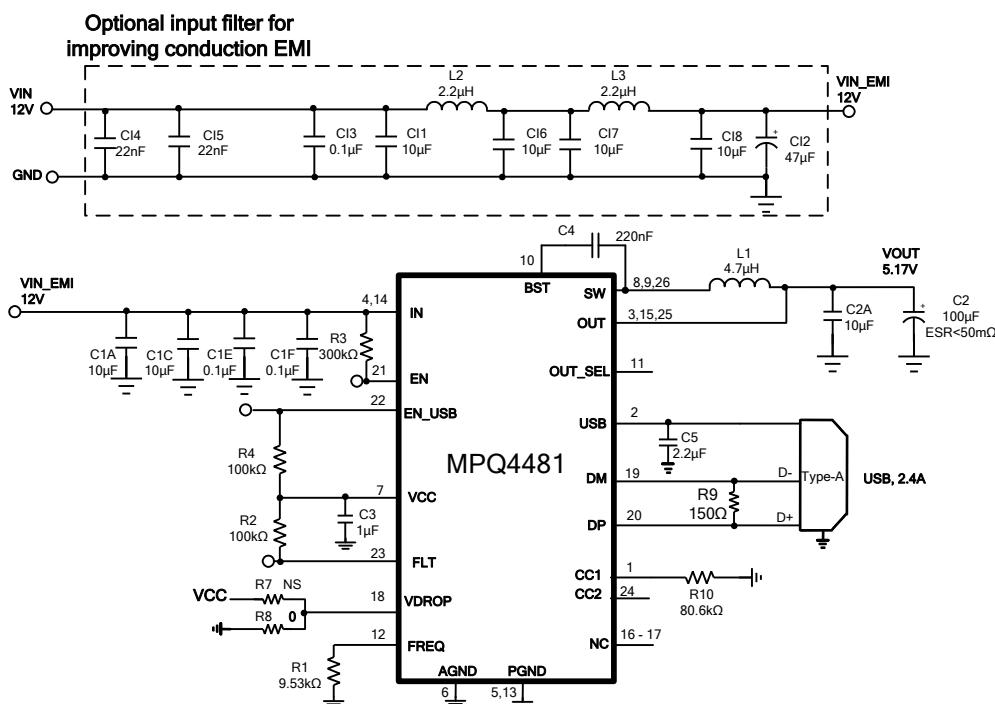 Optional input filter for
improving conduction EMI
VIN
12V
L2
2.2µH
L3
2.2µH
VIN_EMI
12V
CI4
22nF
CI5
22nF
CI3
0.1µF
CI1
10µF
CI6
10µF
CI7
10µF
CI8
10µF
CI2
47µF
+
GND
C4
220nF
10
BST
VIN_EMI
12V
4,14
IN
SW
8,9,26
L1
4.7µH
VOUT
5.17V
OUT
3,15,25
C1A
10µF
C1C
10µF
C1E
0.1µF
C1F
0.1µF
R3
300kΩ
21
EN
C2A
10µF
+
C2
100µF
ESR<50mΩ
OUT_SEL
11
22
EN_USB
USB
2
C5
2.2µF
R4
100kΩ
MPQ4481
DM
19
D-
Type-A
USB, 2.4A
7
VCC
C3
1µF
R9
150Ω
R2
100kΩ
DP
20
D+
23
FLT
CC1
1
R10
80.6kΩ
CC2
24
VCC
R7
NS
18
VDROP
R8
0
12
FREQ
NC
16 - 17
R1
9.53kΩ
AGND
6
PGND
5,13